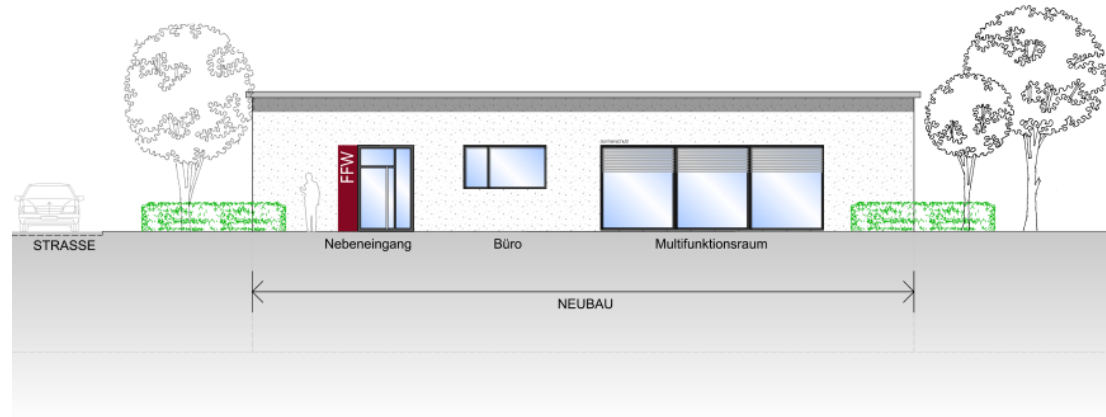 FFW
STRASSE
Nebeneingang
Büro
Multifunktionsraum
NEUBAU